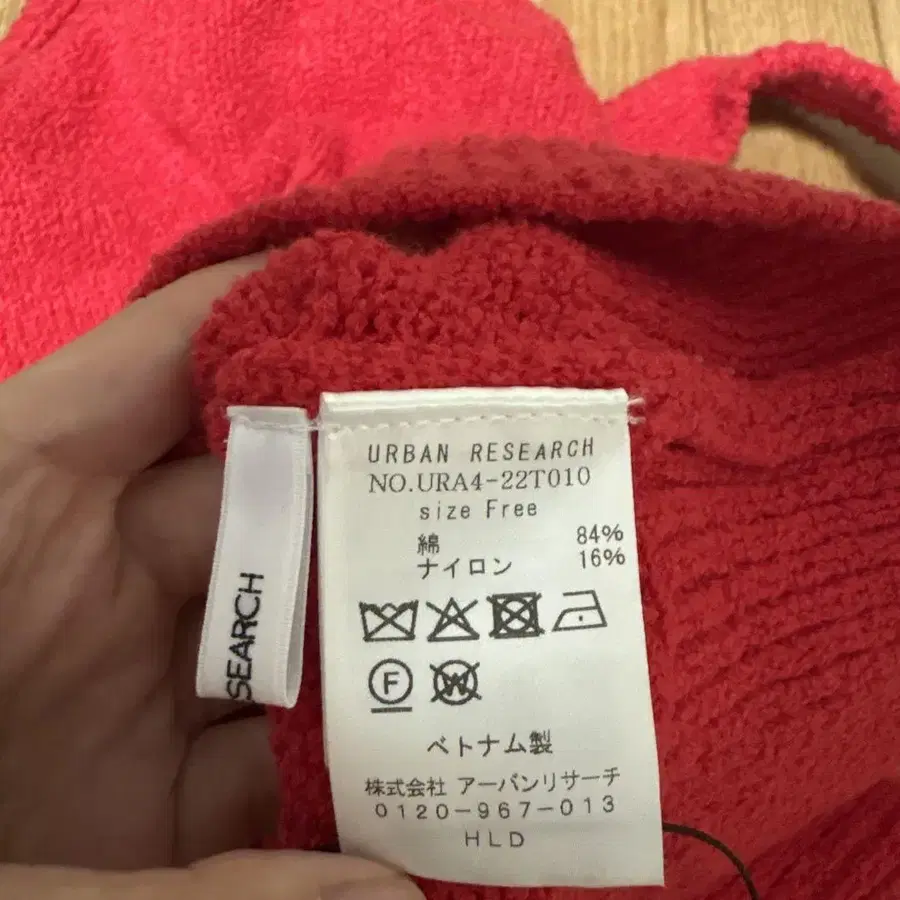 SEARCH
URBAN RESEARCH
NO.URA4-22T010
size Free
綿 84%
ナイロン 16%
F
W
ベトナム製
株式会社 アーバンリサーチ
0120-967-013
HLD